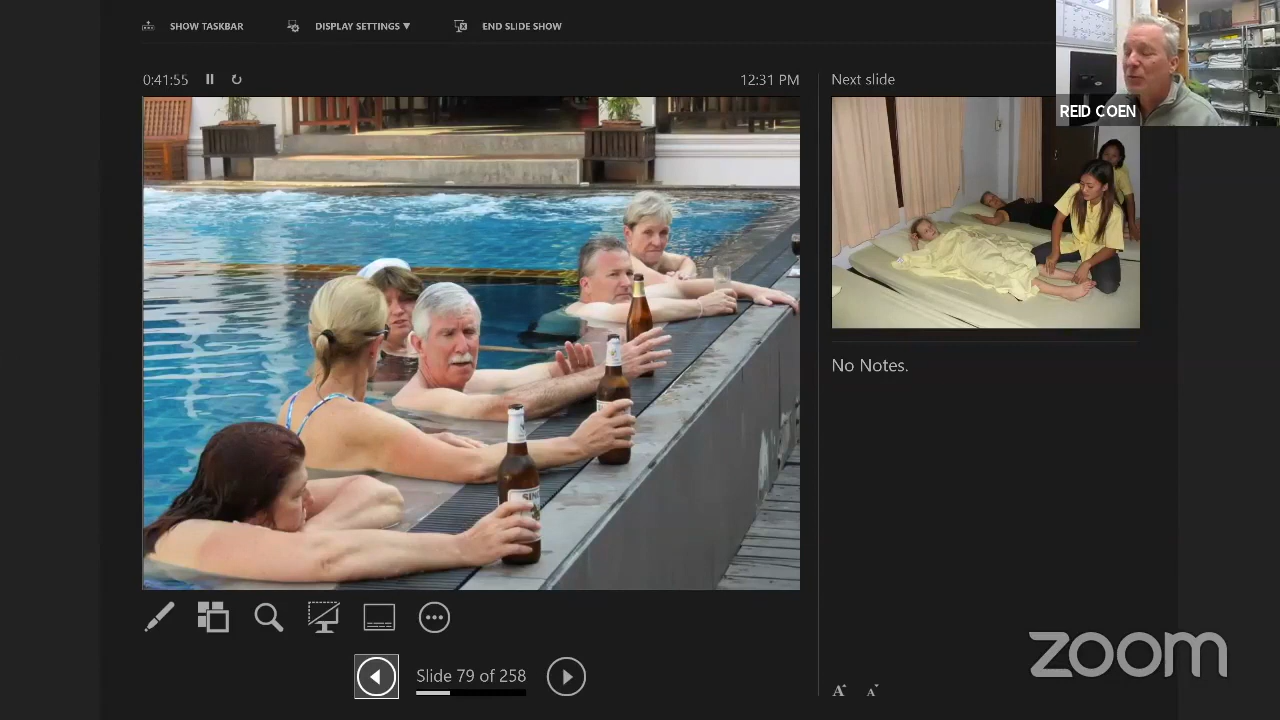 SHOW TASKBAR
DISPLAY SETTINGS ▼
END SLIDE SHOW
0:41:55
12:31 PM
Next slide
REID COEN
No Notes.
Slide 79 of 258
A A
zoom